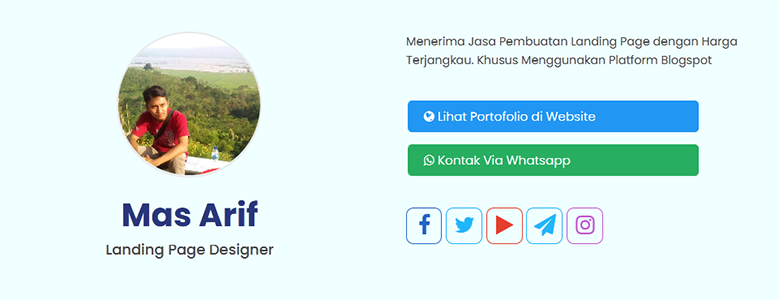 Mas Arif
Landing Page Designer
Menerima Jasa Pembuatan Landing Page dengan Harga
Terjangkau. Khusus Menggunakan Platform Blogspot
Lihat Portofolio di Website
Kontak Via Whatsapp